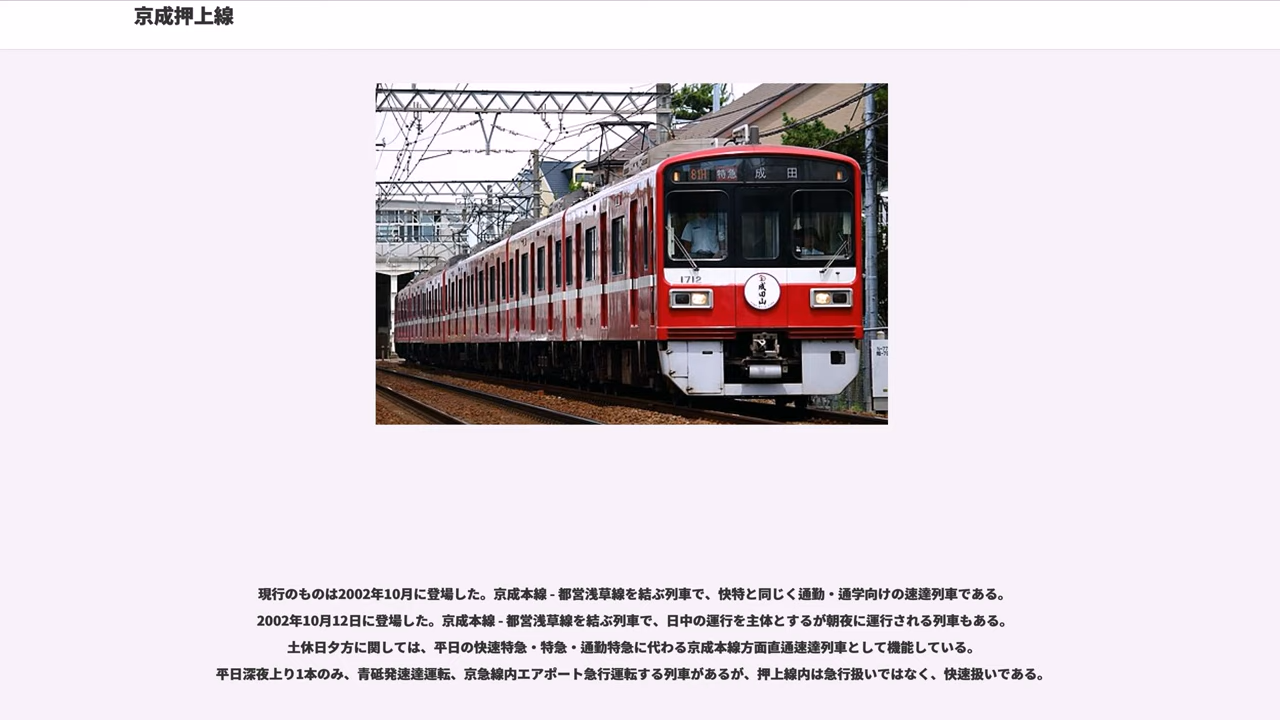 京成押上線
81H 特急 成田
1712
成田山
現行のものは2002年10月に登場した。京成本線 - 都営浅草線を結ぶ列車で、快特と同じく通勤・通学向けの速達列車である。
2002年10月12日に登場した。京成本線 - 都営浅草線を結ぶ列車で、日中の運行を主体とするが朝夜に運行される列車もある。
土休日夕方に関しては、平日の快速特急・特急・通勤特急に代わる京成本線方面直通速達列車として機能している。
平日深夜上り1本のみ、青砥発速達運転、京急線内エアポート急行運転する列車があるが、押上線内は急行扱いではなく、快速扱いである。